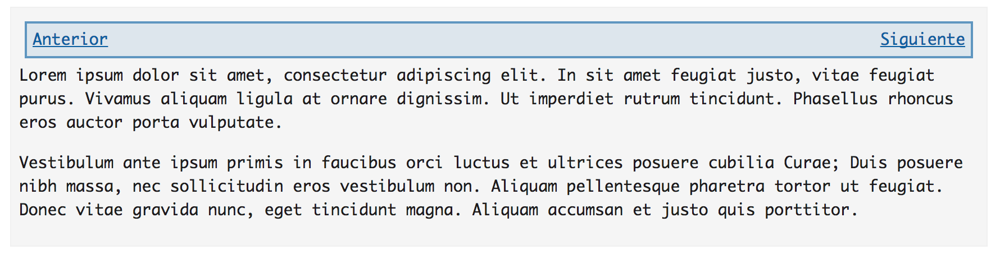 Anterior Siguiente
Lorem ipsum dolor sit amet, consectetur adipiscing elit. In sit amet feugiat justo, vitae feugiat
purus. Vivamus aliquam ligula at ornare dignissim. Ut imperdiet rutrum tincidunt. Phasellus rhoncus
eros auctor porta vulputate.
Vestibulum ante ipsum primis in faucibus orci luctus et ultrices posuere cubilia Curae; Duis posuere
nibh massa, nec sollicitudin eros vestibulum non. Aliquam pellentesque pharetra tortor ut feugiat.
Donec vitae gravida nunc, eget tincidunt magna. Aliquam accumsan et justo quis porttitor.